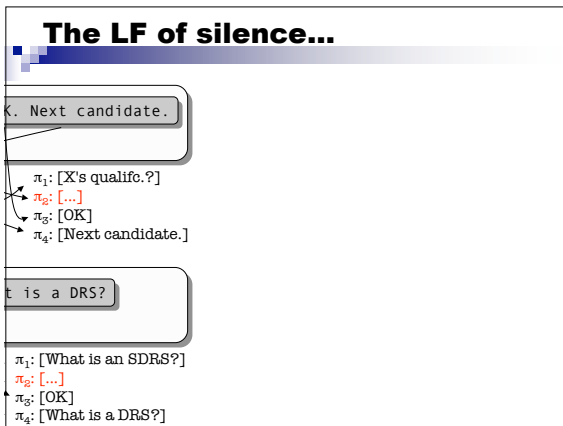 The LF of silence...
K. Next candidate.
π1: [X's qualifc.?]
π2: [...]
π3: [OK]
π4: [Next candidate.]
t is a DRS?
π1: [What is an SDRS?]
π2: [...]
π3: [OK]
π4: [What is a DRS?]